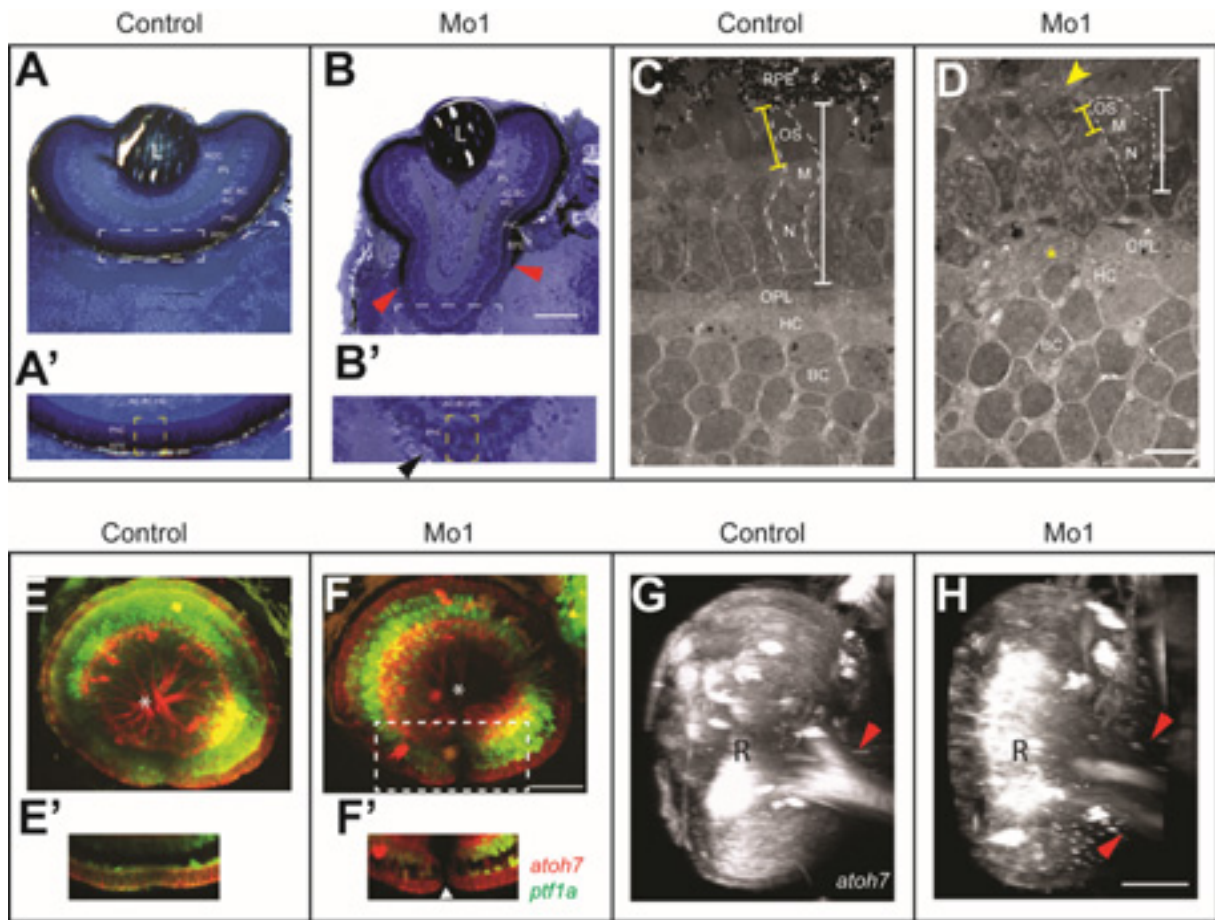 Control Mo1 Control Mo1
A B C D
L L
RPE
OS
M
N
OPL
HC
BC
OS
M
N
OPL
HC
BC
A' B'
Control Mo1 Control Mo1
E F G H
* *
R R
E' F'
atoh7
ptf1a
atoh7